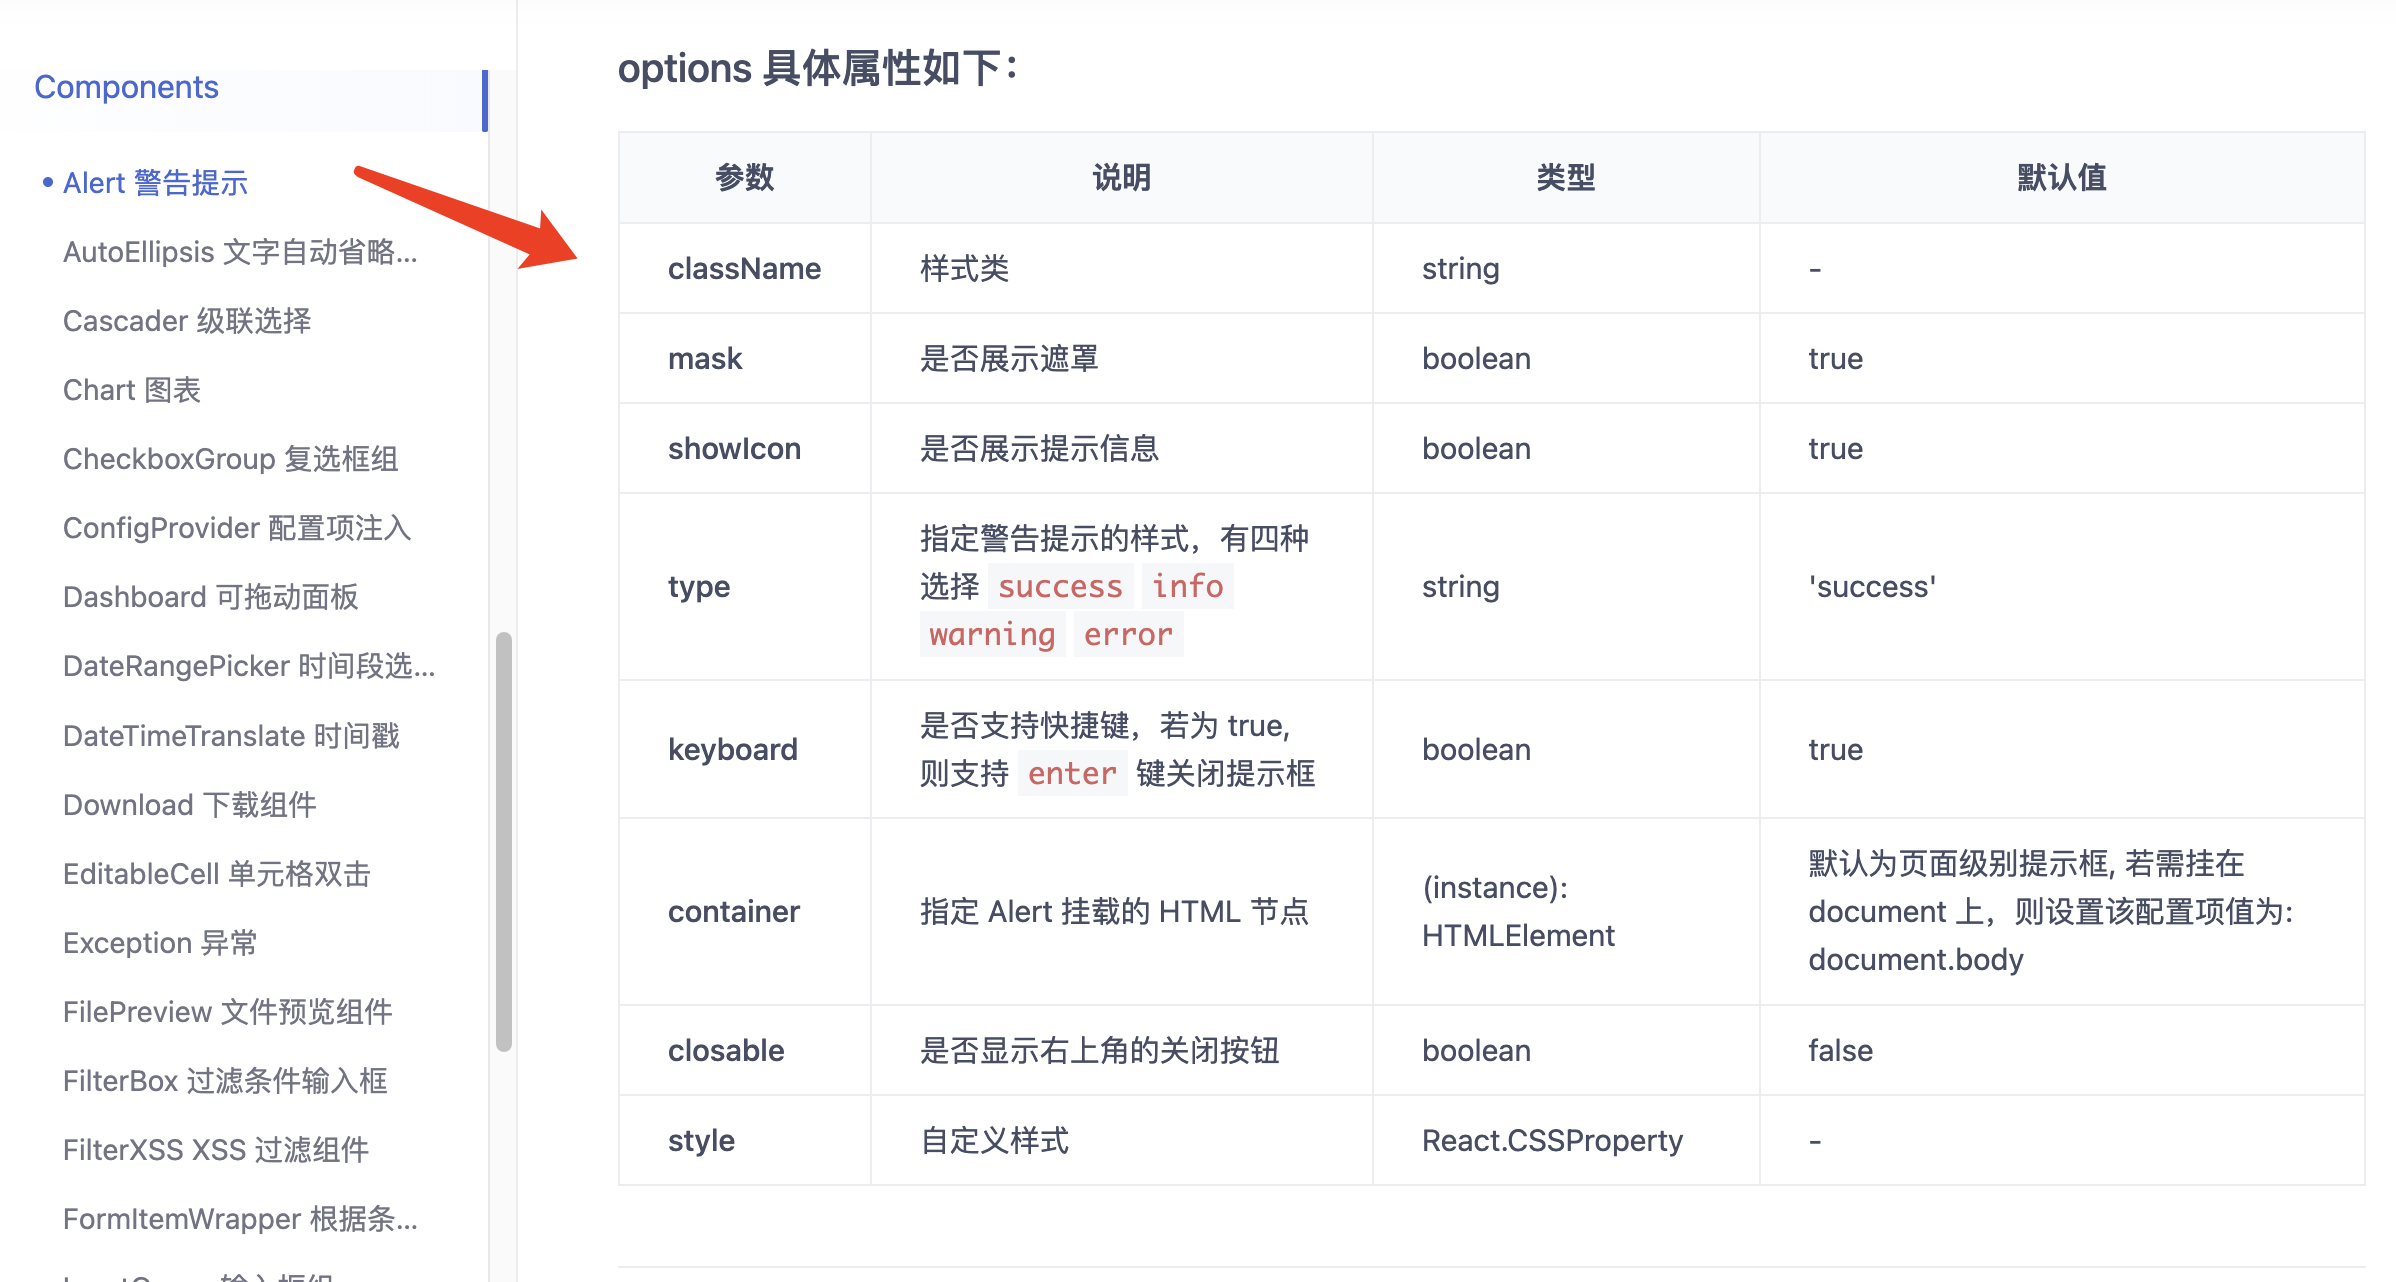 Components
Alert 警告提示
AutoEllipsis 文字自动省略...
Cascader 级联选择
Chart 图表
CheckboxGroup 复选框组
ConfigProvider 配置项注入
Dashboard 可拖动面板
DateRangePicker 时间段选...
DateTimeTranslate 时间戳
Download 下载组件
EditableCell 单元格双击
Exception 异常
FilePreview 文件预览组件
FilterBox 过滤条件输入框
FilterXSS XSS 过滤组件
FormItemWrapper 根据条...
options 具体属性如下：
参数 说明 类型 默认值
className 样式类 string -
mask 是否展示遮罩 boolean true
showIcon 是否展示提示信息 boolean true
type
指定警告提示的样式，有四种
选择 success info
warning error
string
'success'
keyboard
是否支持快捷键，若为 true,
则支持 enter 键关闭提示框
boolean
true
container
指定 Alert 挂载的 HTML 节点
(instance):
HTMLElement
默认为页面级别提示框, 若需挂在
document 上，则设置该配置项值为:
document.body
closable 是否显示右上角的关闭按钮 boolean false
style 自定义样式 React.CSSProperty -